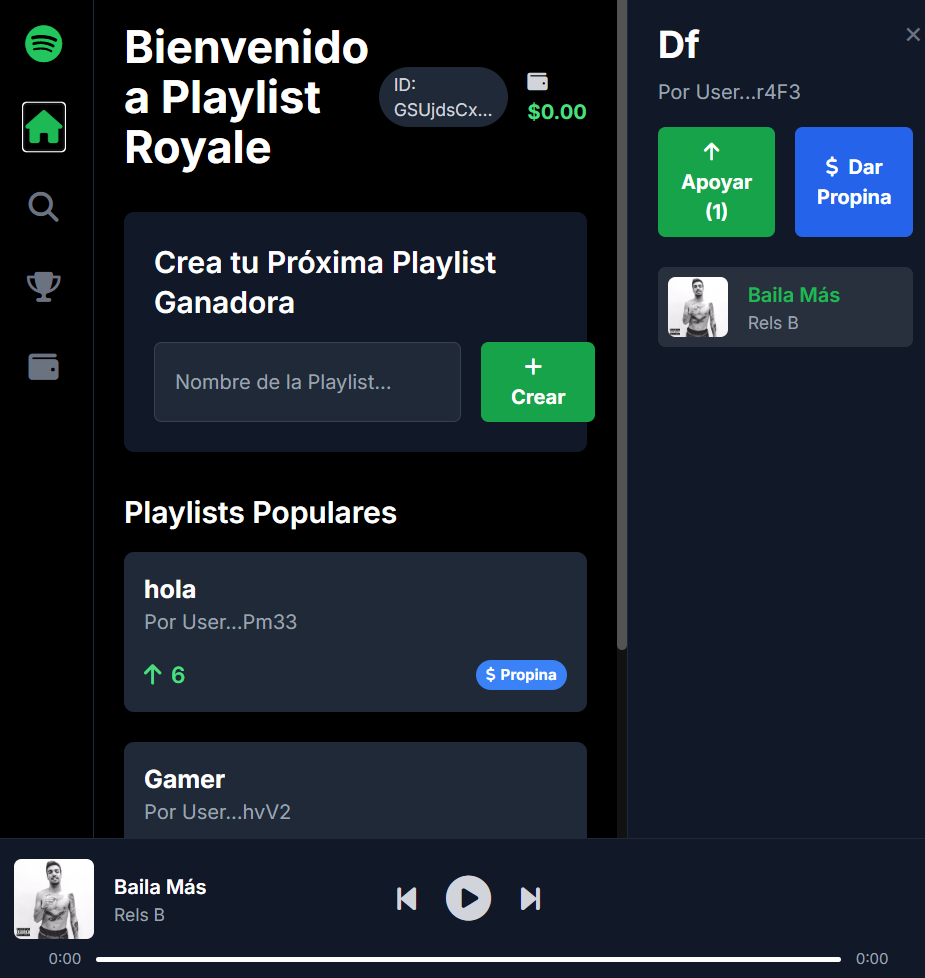 Bienvenido
a Playlist
Royale
ID:
GSUjdsCx...
$0.00
Crea tu Próxima Playlist
Ganadora
Nombre de la Playlist...
+
Crear
Playlists Populares
hola
Por User...Pm33
6
$ Propina
Gamer
Por User...hvV2
Df
Por User...r4F3
Apoyar
(1)
$ Dar
Propina
Baila Más
Rels B
Baila Más
Rels B
0:00
0:00